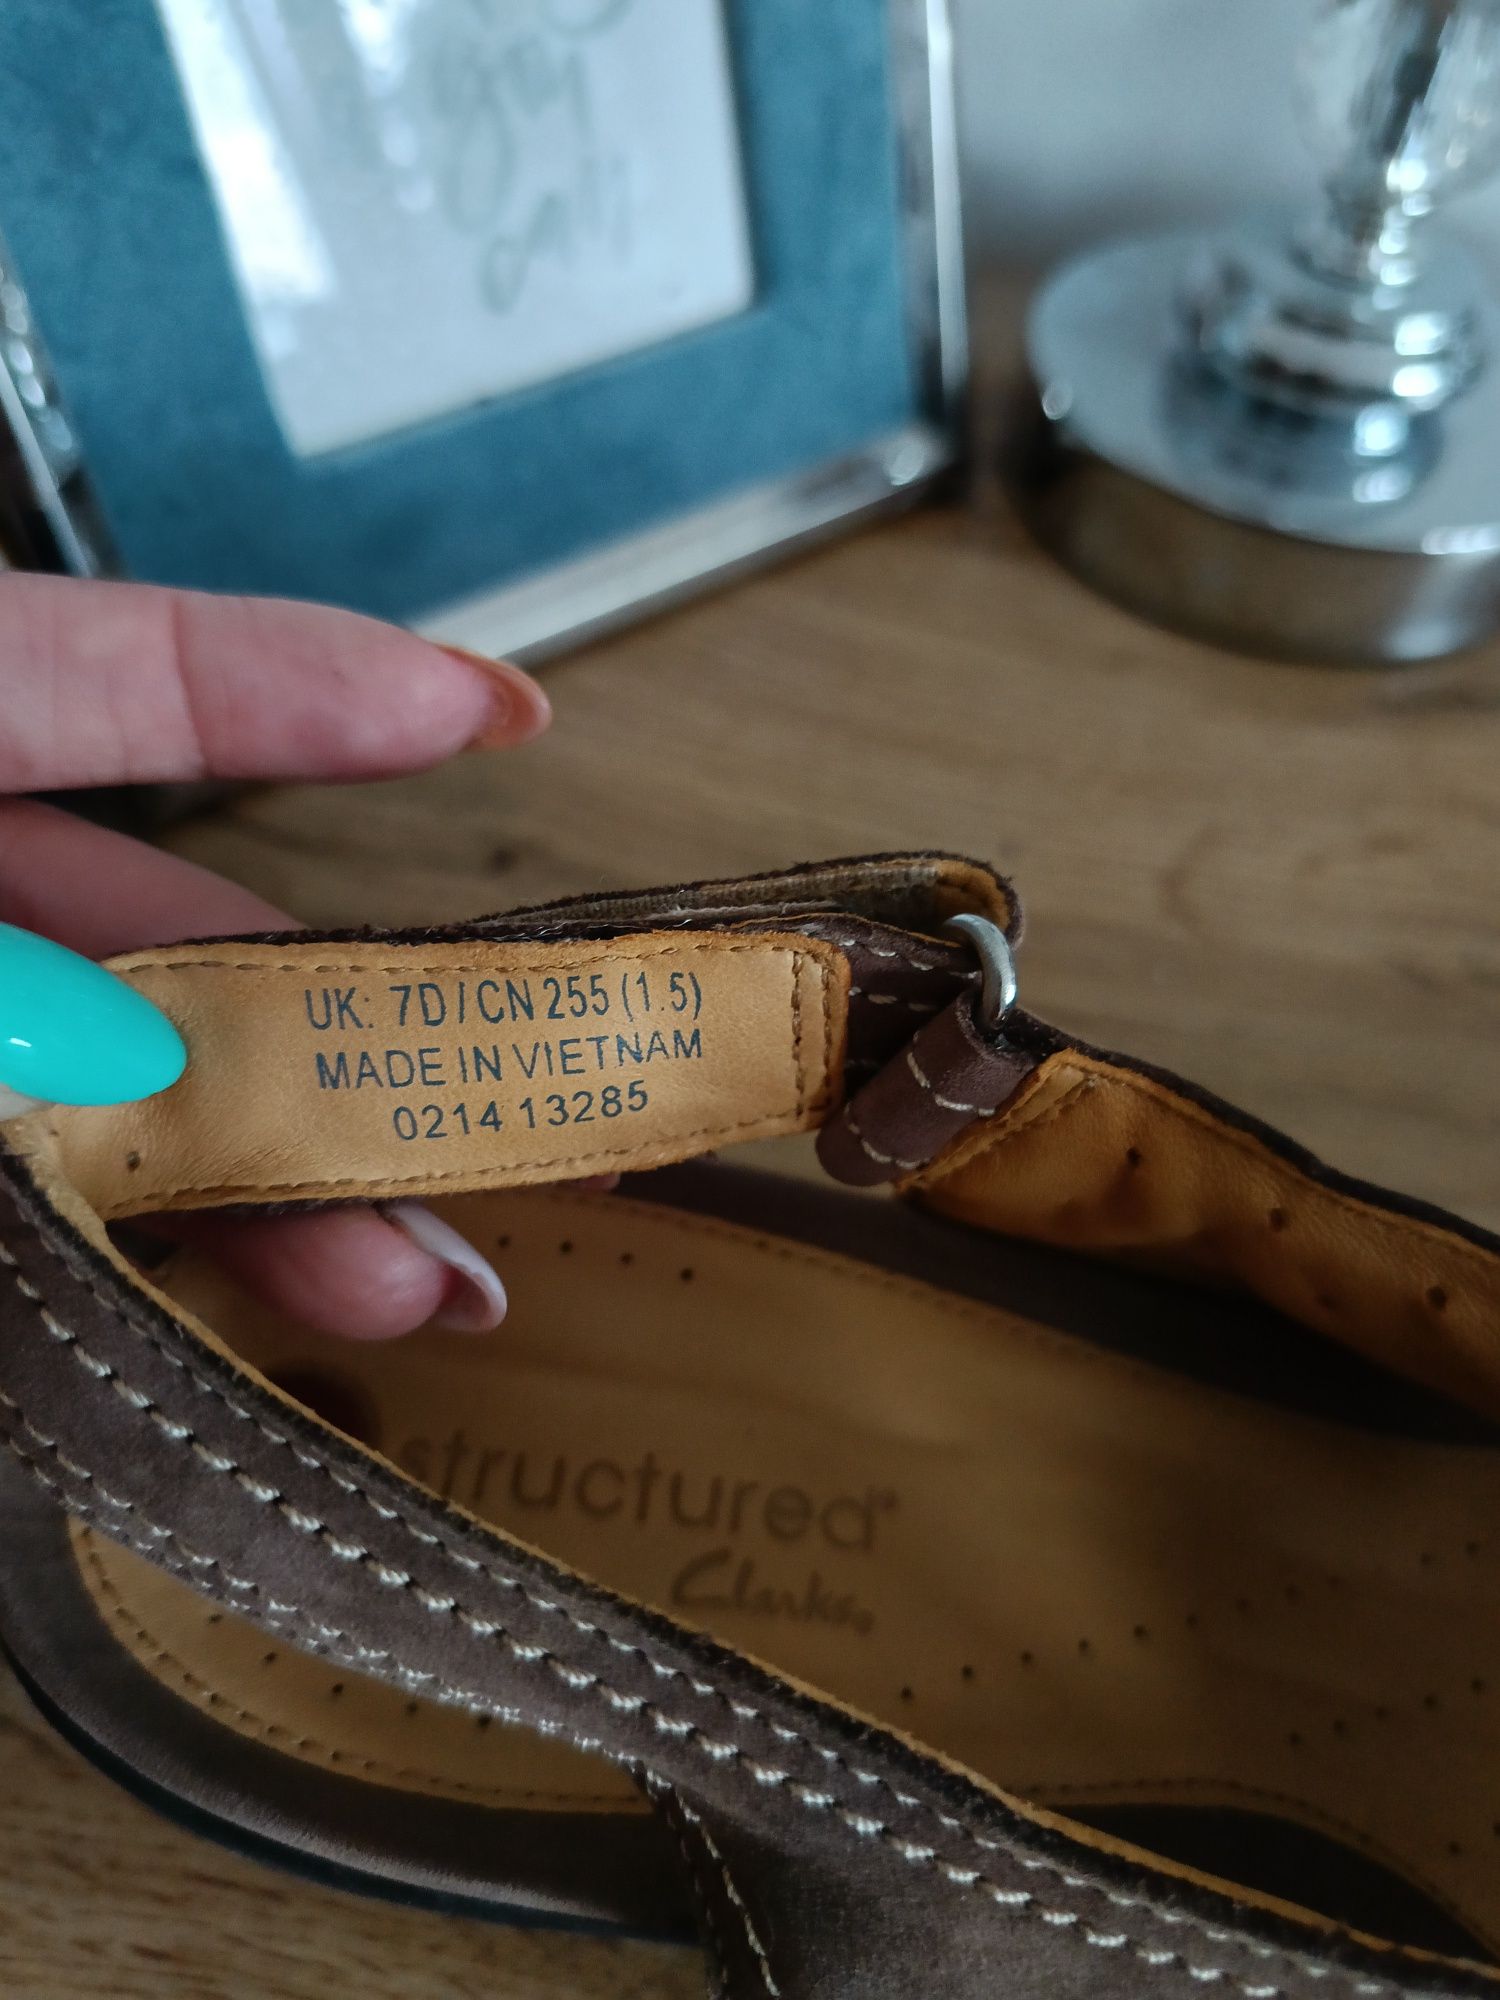 UK: 7D/CN 255 (1.5)
MADE IN VIETNAM
0214 13285
structured
Clarks